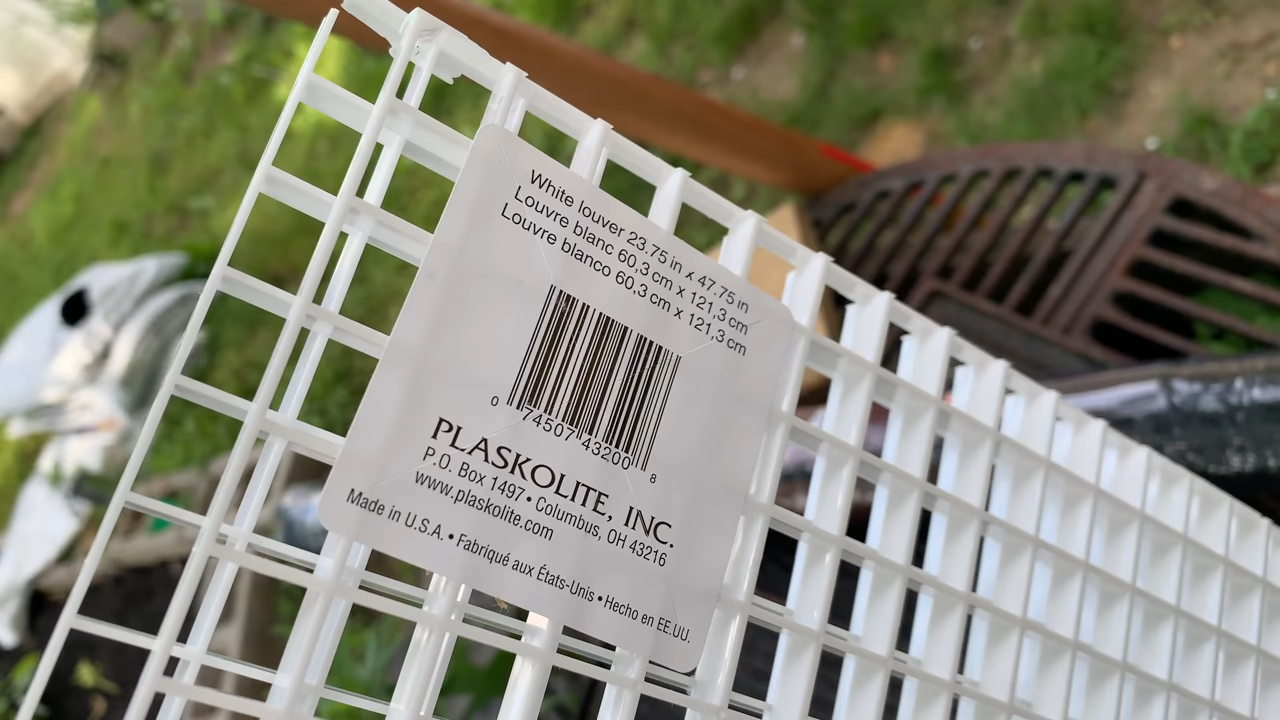 White louver 23.75 in x 47.75 in
Louvre blanc 60,3 cm x 121,3 cm
Louvre blanco 60,3 cm x 121,3 cm
0 74507 43200 8
PLASKOLITE, INC.
P.O. Box 1497 • Columbus, OH 43216
www.plaskolite.com
Made in U.S.A. • Fabriqué aux États-Unis • Hecho en EE.UU.